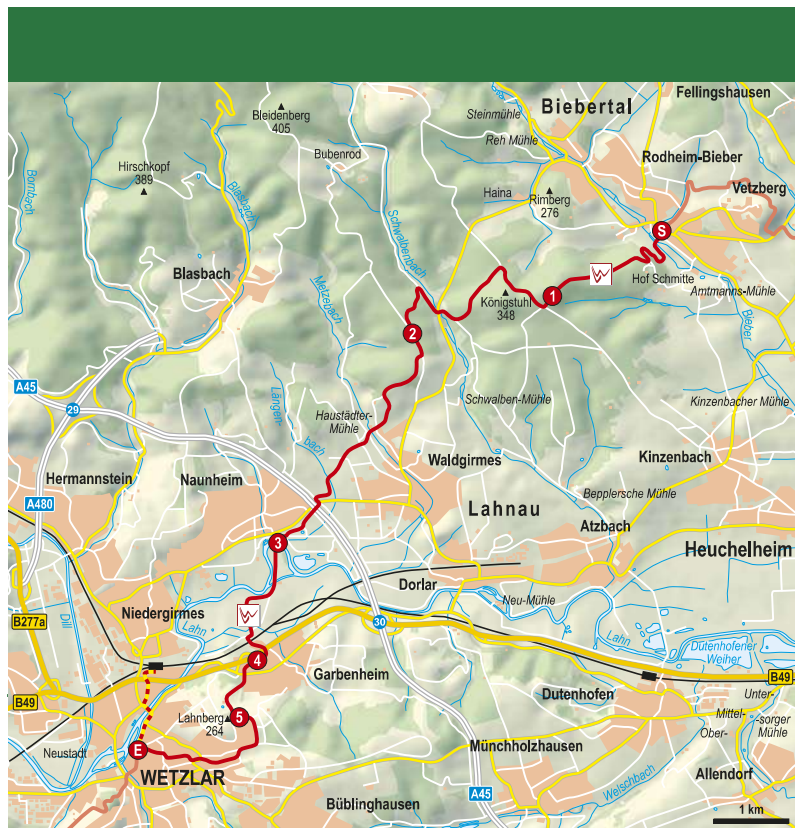 Fellingshausen
Biebertal
Bleidenberg
405
Steinmühle
Reh Mühle
Bubenrod
Rodheim-Bieber
Hirschkopf
389
Bornbach
Blasbach
Haina
Rimberg
276
Vetzberg
S
Schwalbenbach
Blasbach
Hof Schmitte
Metzebach
Königstuhl
348
1
Amtmanns-Mühle
Bieber
2
A45
29
Schwalben-Mühle
Kinzenbacher Mühle
Längen-
bach
Haustädter-
Mühle
Waldgirmes
Kinzenbach
Hermannstein
Naunheim
Bepplersche Mühle
A480
Lahnau
Atzbach
3
Heuchelheim
Dorlar
Niedergirmes
Neu-Mühle
B277a
Dill
Lahn
30
Lahn
Dutenhofener
Weiher
4
Garbenheim
B49
B49
Dutenhofen
Unter-
Mittel-
sorger
Mühle
Ober-
Lahnberg
264
5
Neustadt
E
Münchholzhausen
WETZLAR
Allendorf
Welschbach
A45
Büblinghausen
1 km